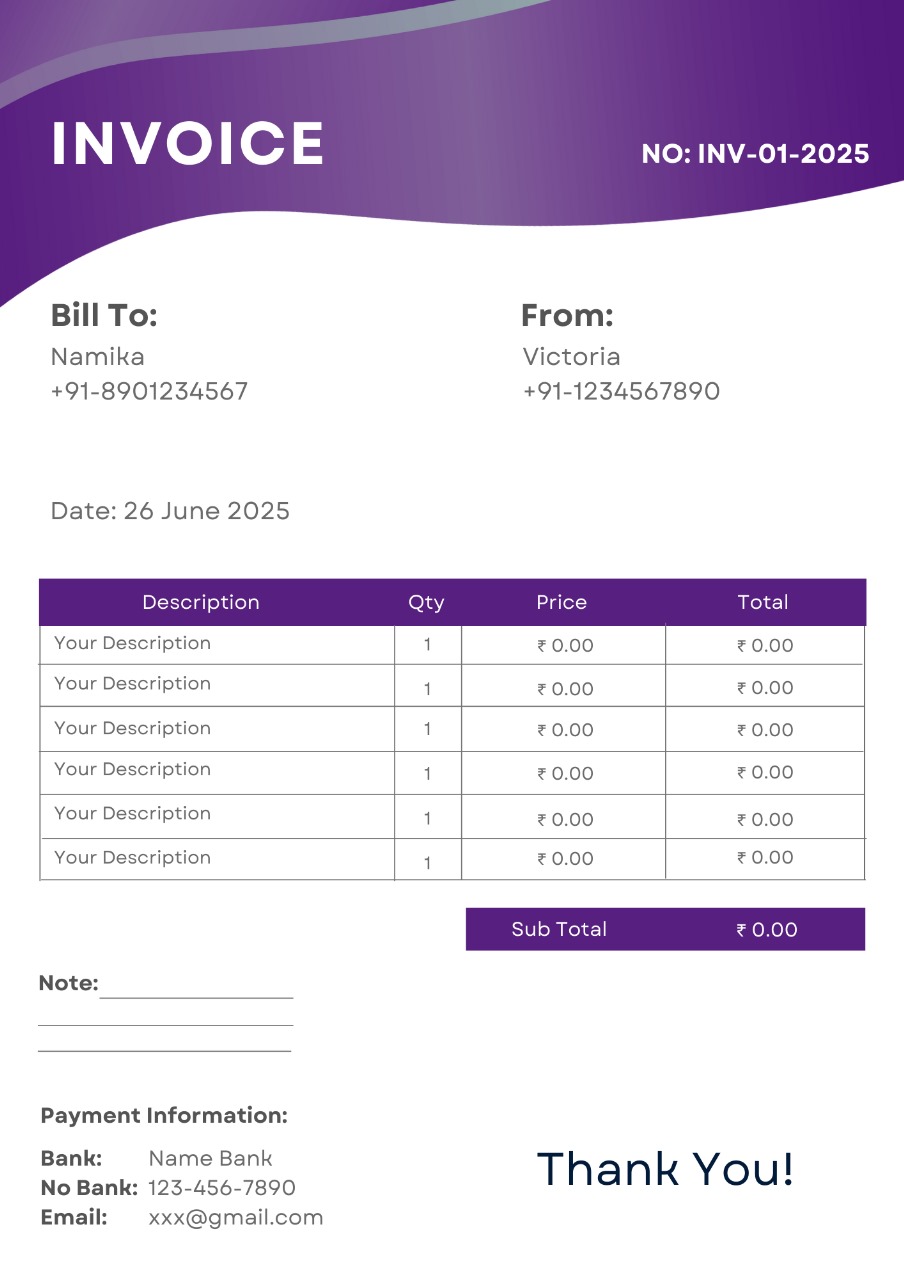 INVOICE
NO: INV-01-2025
Bill To:
Namika
+91-8901234567
From:
Victoria
+91-1234567890
Date: 26 June 2025
Description Qty Price Total
Your Description 1 ₹ 0.00 ₹ 0.00
Your Description 1 ₹ 0.00 ₹ 0.00
Your Description 1 ₹ 0.00 ₹ 0.00
Your Description 1 ₹ 0.00 ₹ 0.00
Your Description 1 ₹ 0.00 ₹ 0.00
Your Description 1 ₹ 0.00 ₹ 0.00
Sub Total ₹ 0.00
Note:
Payment Information:
Bank: Name Bank
No Bank: 123-456-7890
Email: xxx@gmail.com
Thank You!